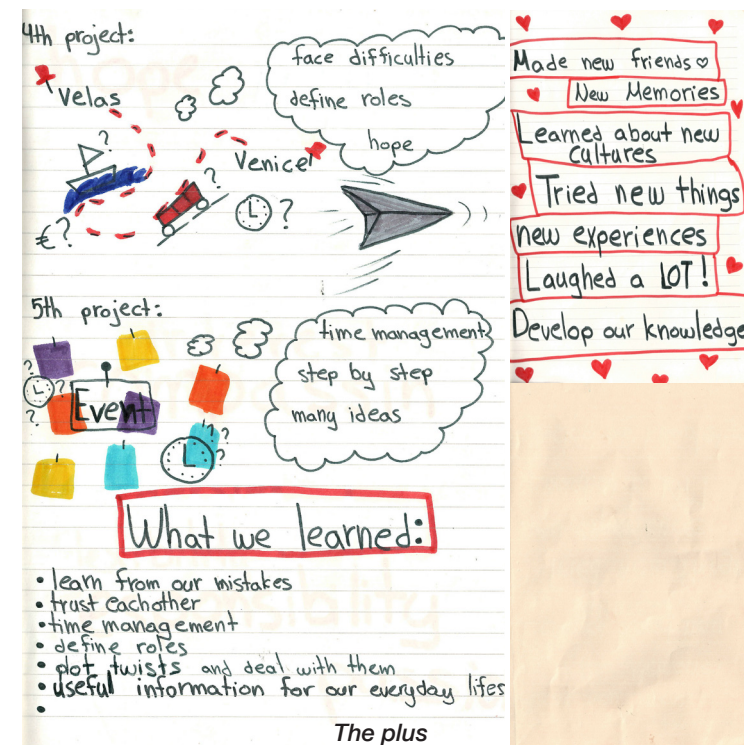 4th project:
Velas
?
Venice
?
€?
?
face difficulties
define roles
hope
5th project:
?
?
?
Event
?
?
?
time management
step by step
many ideas
What we learned:
• learn from our mistakes
• trust eachother
• time management
• define roles
• plot twists and deal with them
• useful information for our everyday lifes
•
The plus
Made new friends ♡
New Memories
Learned about new
cultures
Tried new things
new experiences
Laughed a LOT!
Develop our knowledge